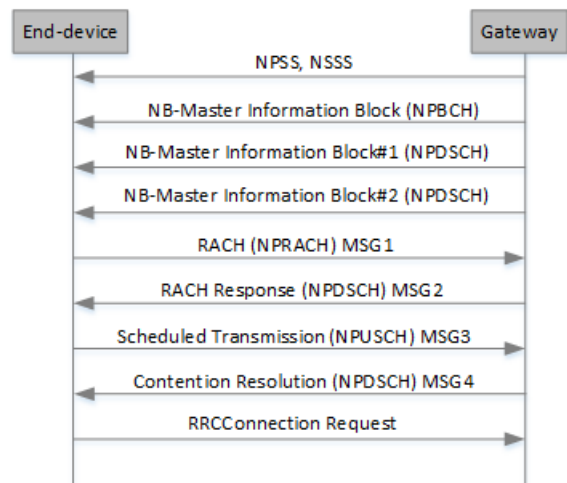 End-device
Gateway
NPSS, NSSS
NB-Master Information Block (NPBCH)
NB-Master Information Block#1 (NPDSCH)
NB-Master Information Block#2 (NPDSCH)
RACH (NPRACH) MSG1
RACH Response (NPDSCH) MSG2
Scheduled Transmission (NPUSCH) MSG3
Contention Resolution (NPDSCH) MSG4
RRCConnection Request